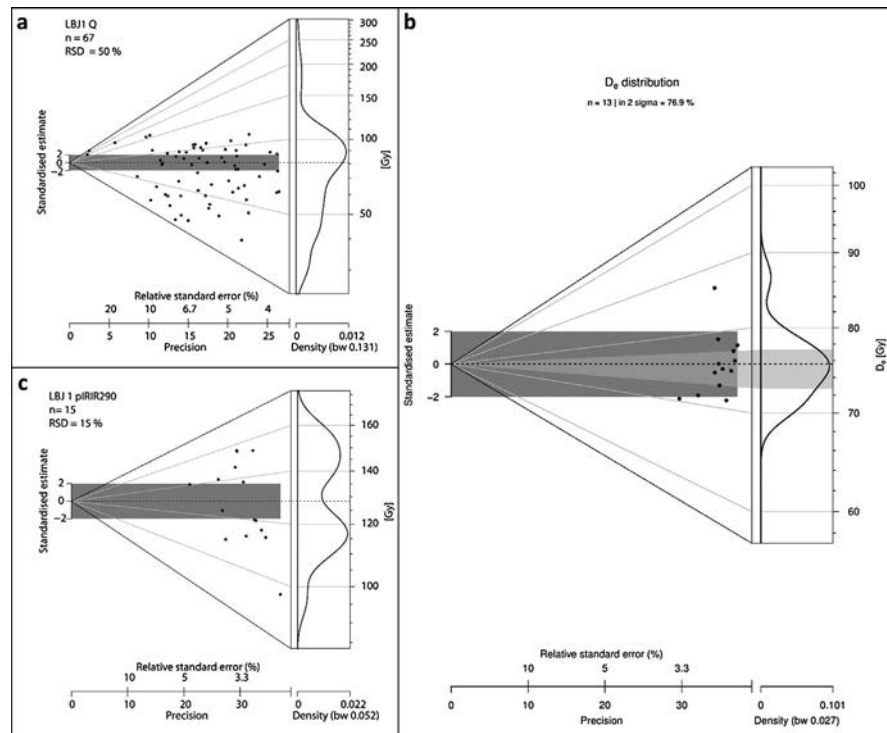 a
LBJ1 Q
n = 67
RSD = 50 %
Standardised estimate
2
0
−2
300
250
200
150
100
50
[Gy]
Relative standard error (%)
20 10 6.7 5 4
0 5 10 15 20 25
Precision
0 0.012
Density (bw 0.131)
c
LBJ 1 pIRIR290
n= 15
RSD = 15 %
Standardised estimate
2
0
−2
160
140
120
100
[Gy]
Relative standard error (%)
10 5 3.3
0 10 20 30
Precision
0 0.022
Density (bw 0.052)
b
De distribution
n = 13 | in 2 sigma = 76.9 %
Standardised estimate
2
0
−2
100
90
80
70
60
De [Gy]
Relative standard error (%)
10 5 3.3
0 10 20 30
Precision
0 0.101
Density (bw 0.027)